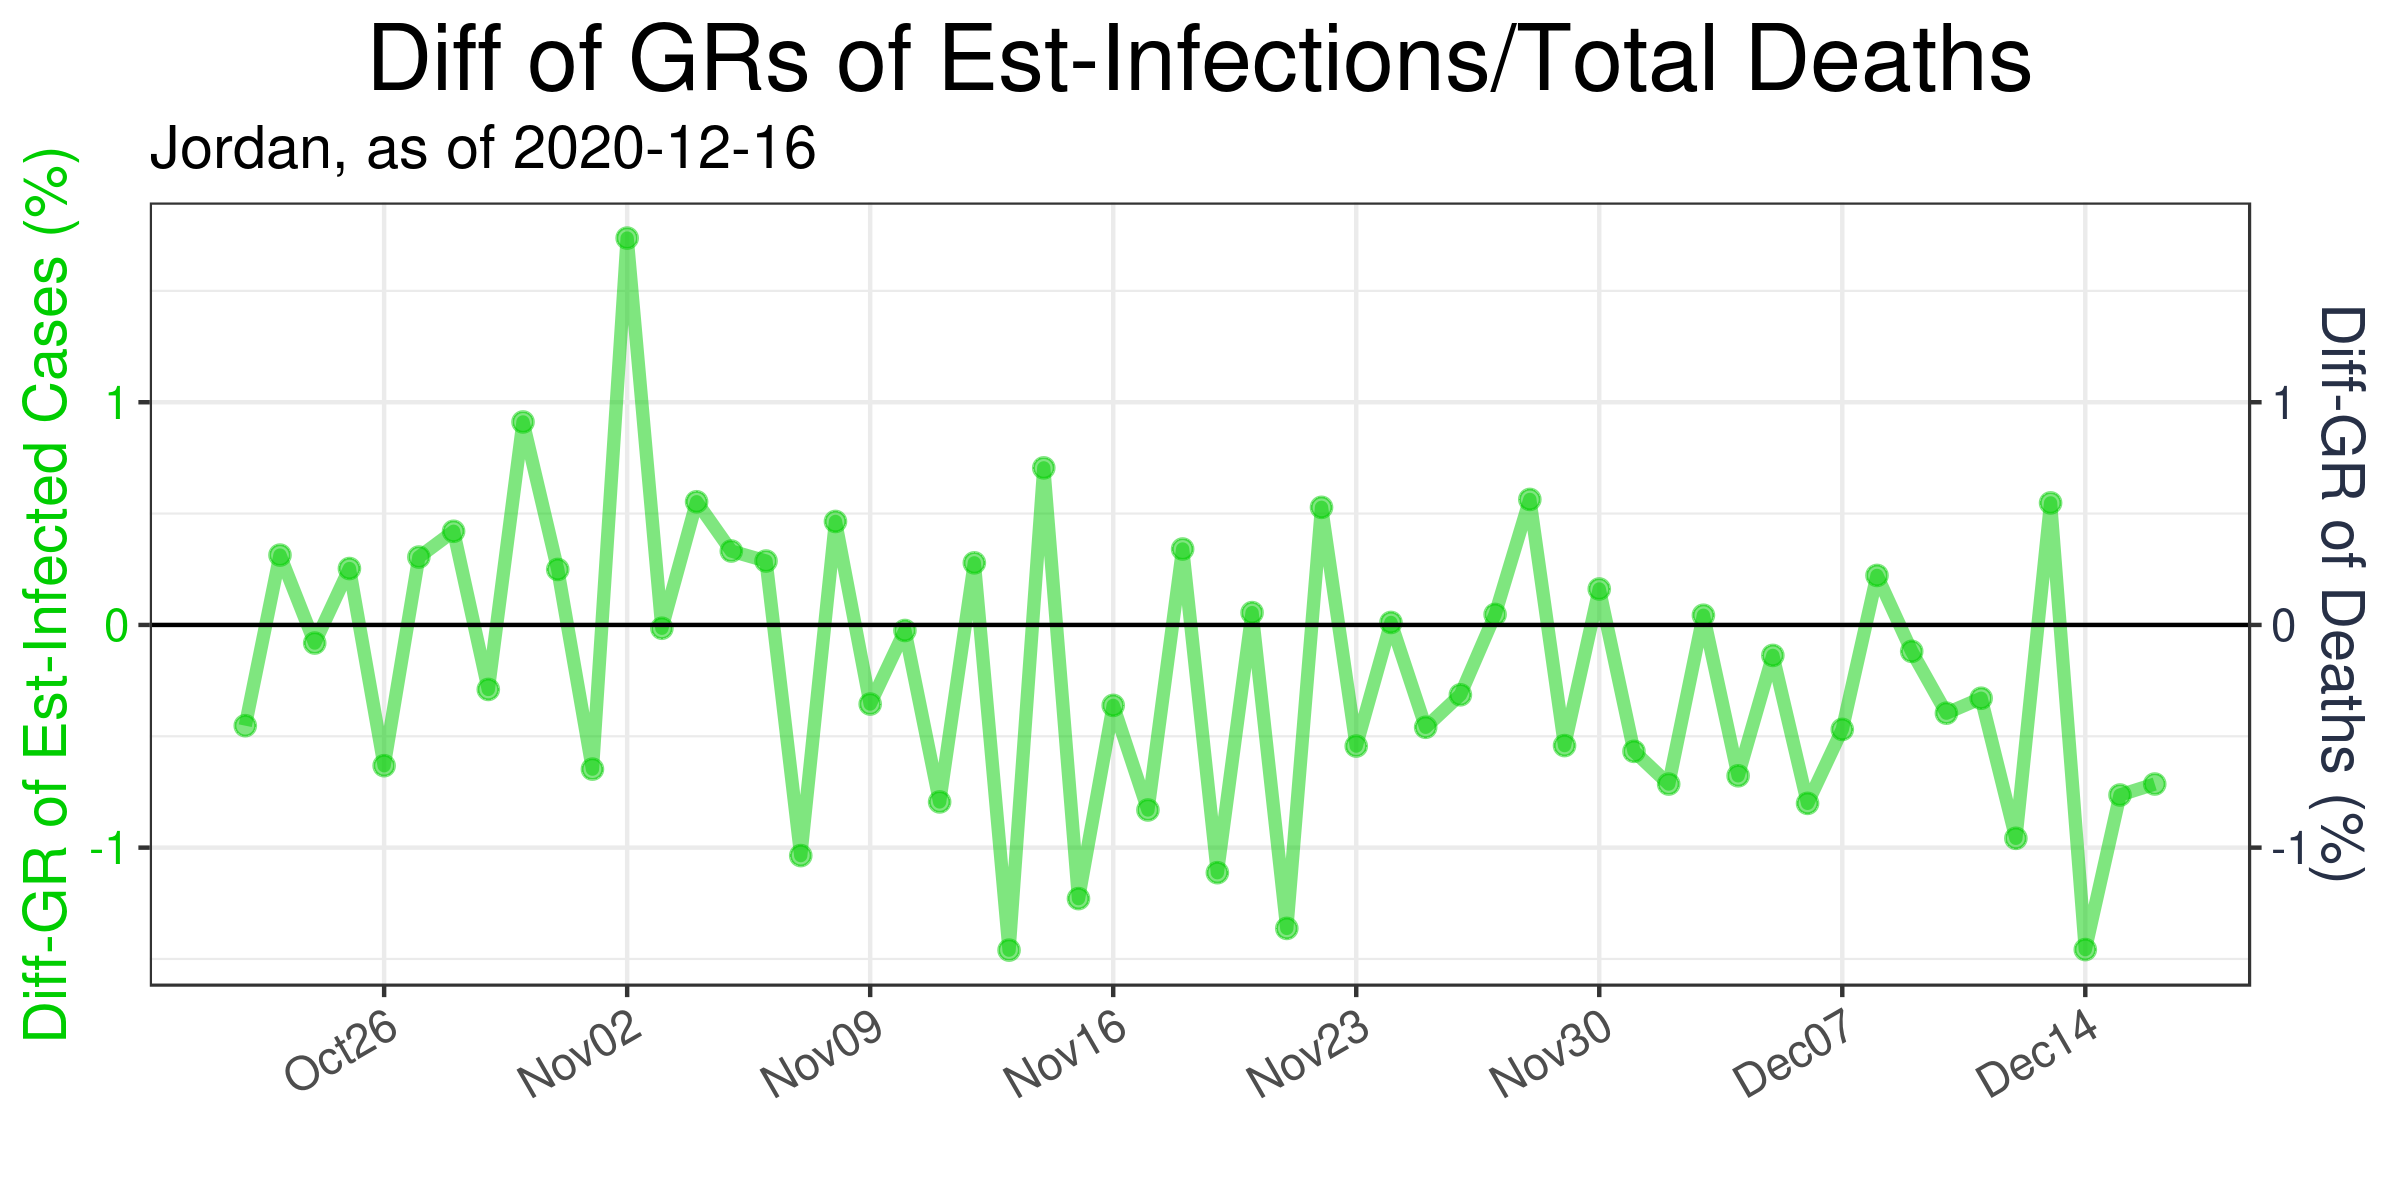 Diff of GRs of Est-Infections/Total Deaths
Jordan, as of 2020-12-16
Diff-GR of Est-Infected Cases (%)
1
0
-1
1
0
-1
Diff-GR of Deaths (%)
Oct26
Nov02
Nov09
Nov16
Nov23
Nov30
Dec07
Dec14